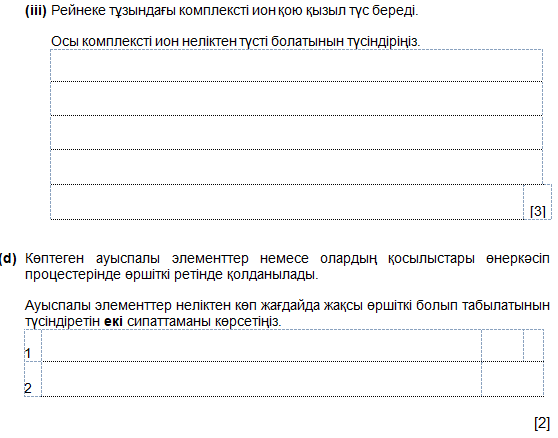 (iii) Рейнеке тұзындағы комплексті ион қою қызыл түс береді.
Осы комплексті ион неліктен түсті болатынын түсіндіріңіз.
[3]
(d) Көптеген ауыспалы элементтер немесе олардың қосылыстары өнеркәсіп
процестерінде өршіткі ретінде қолданылады.
Ауыспалы элементтер неліктен көп жағдайда жақсы өршіткі болып табылатынын
түсіндіретін екі сипаттаманы көрсетіңіз.
1
2
[2]